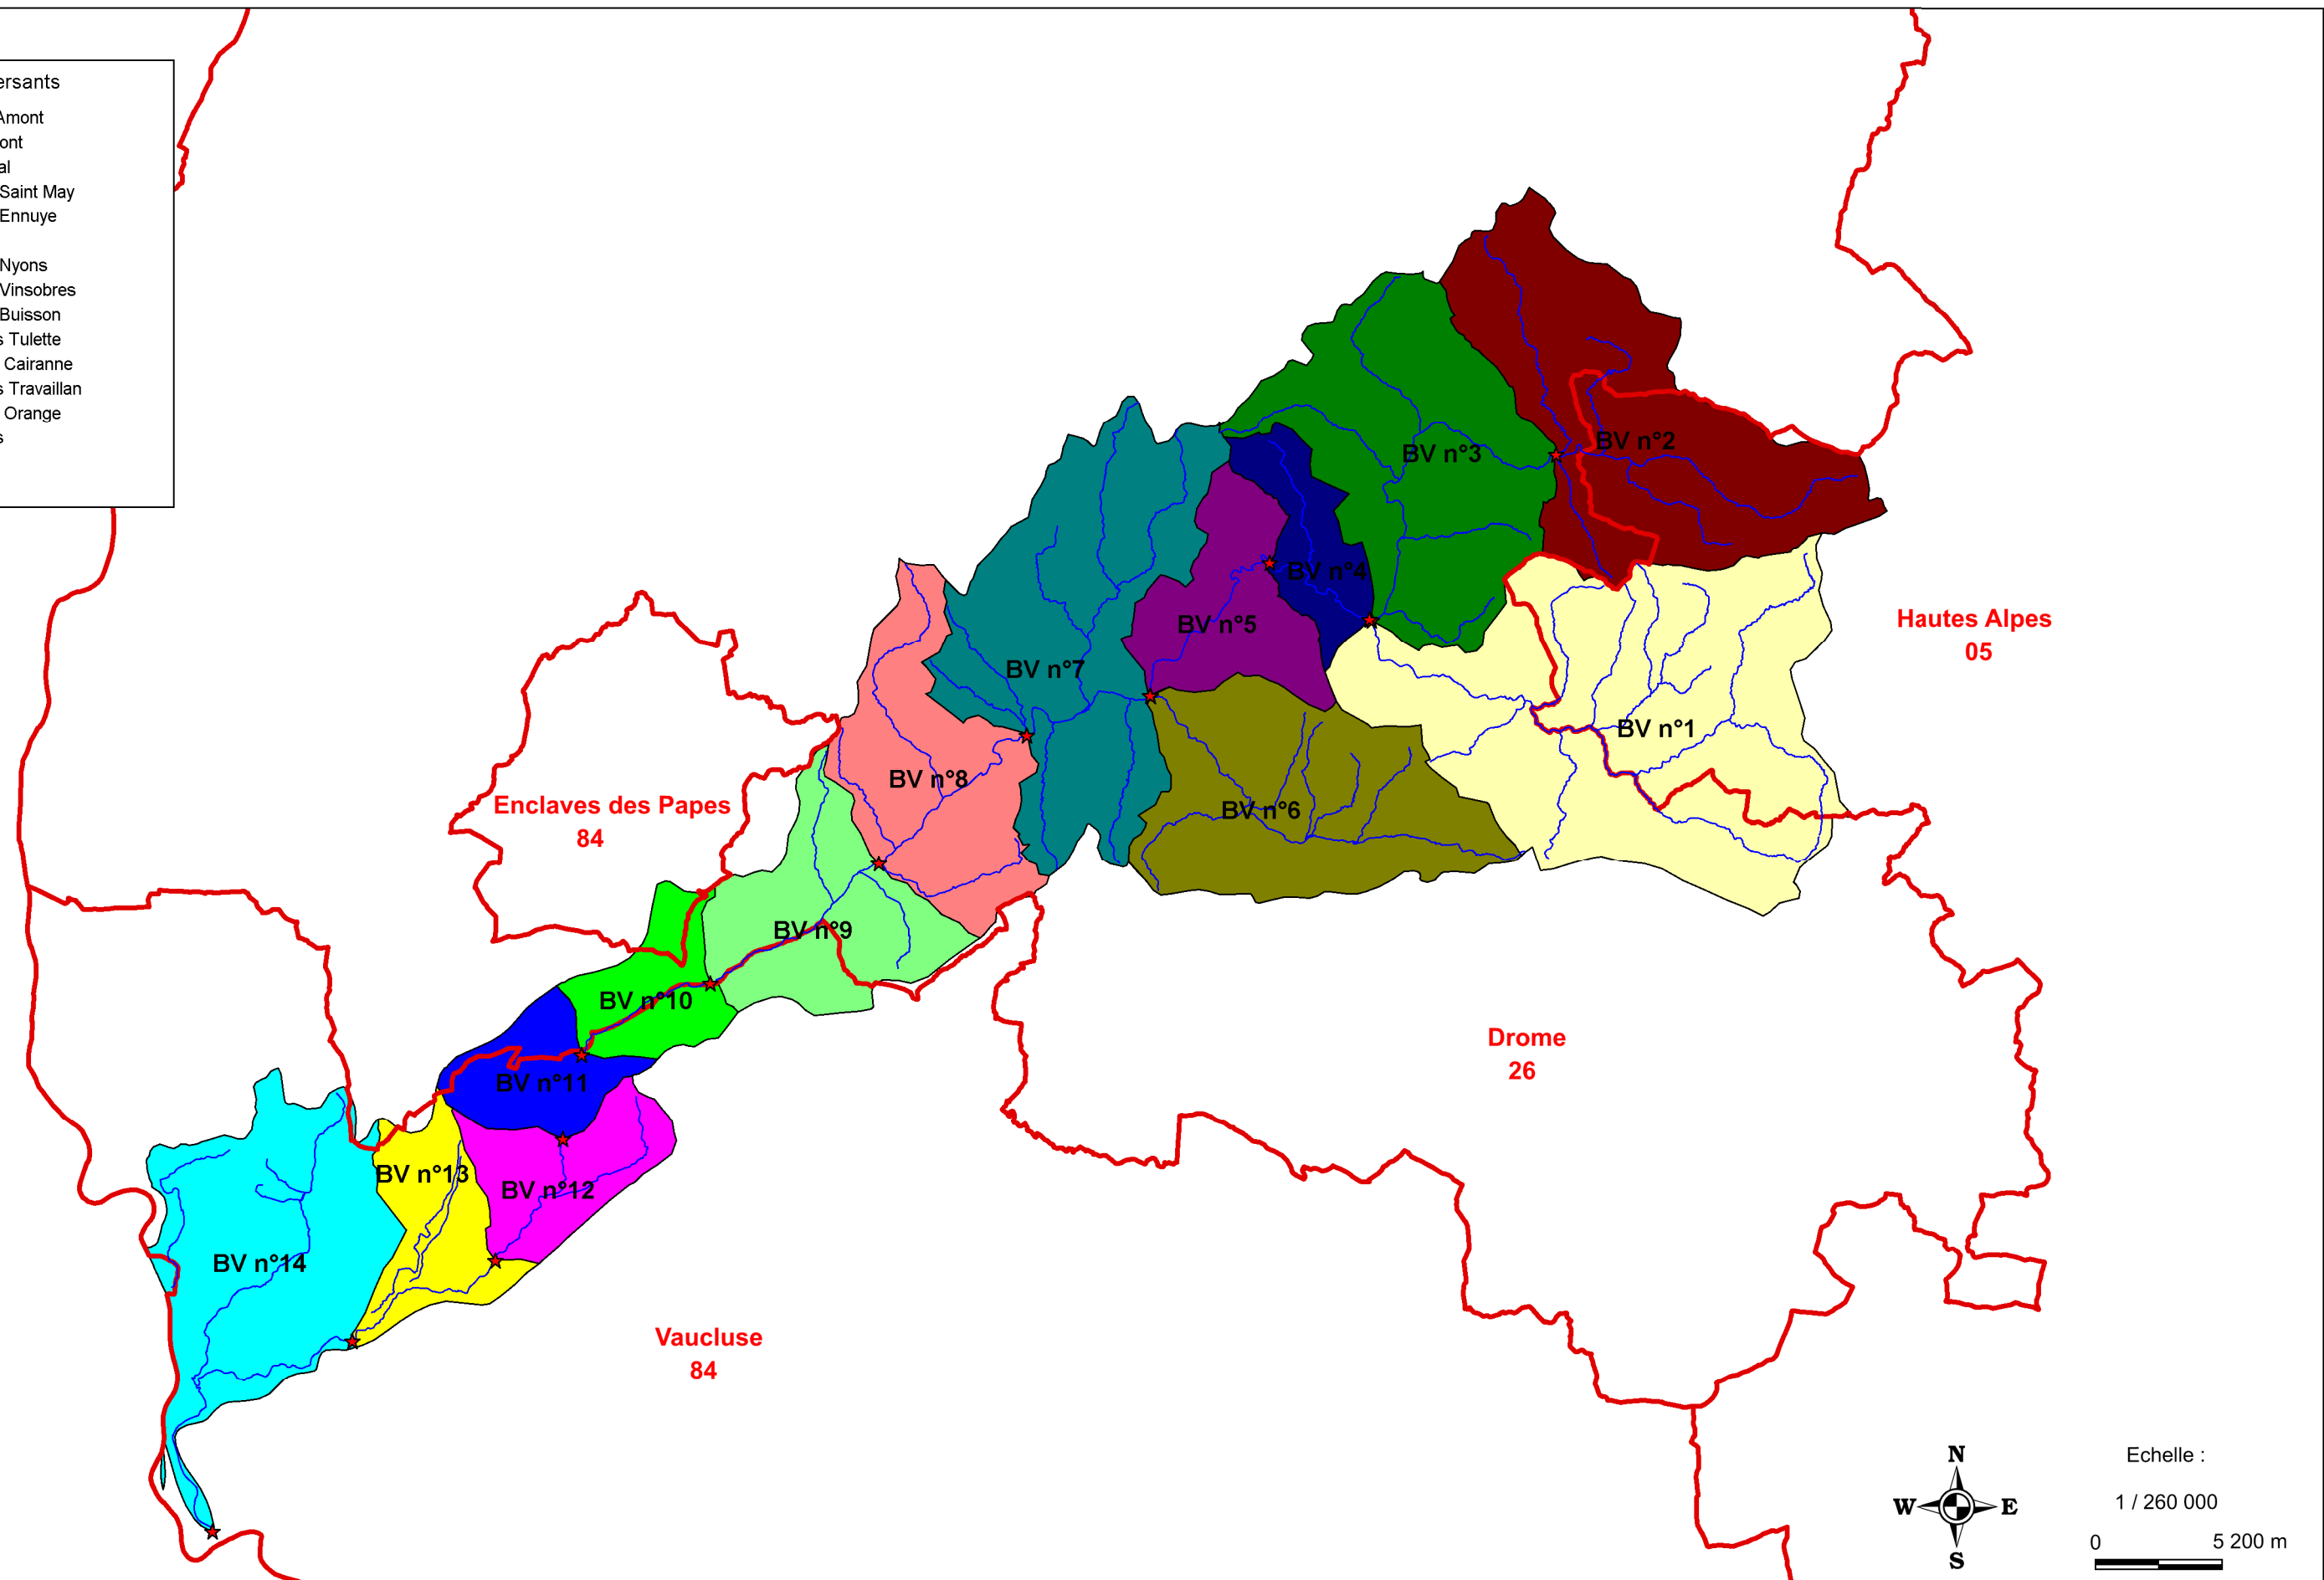 ersants
Amont
ont
al
Saint May
Ennuye
Nyons
Vinsobres
Buisson
s Tulette
Cairanne
s Travaillan
Orange
s
BV n°2
BV n°3
BV n°4
BV n°5
Hautes Alpes
05
BV n°7
BV n°1
BV n°8
Enclaves des Papes
84
BV n°6
BV n°9
BV n°10
Drome
26
BV n°11
BV n°13
BV n°12
BV n°14
Vaucluse
84
N
W E
S
Echelle :
1 / 260 000
0 5 200 m